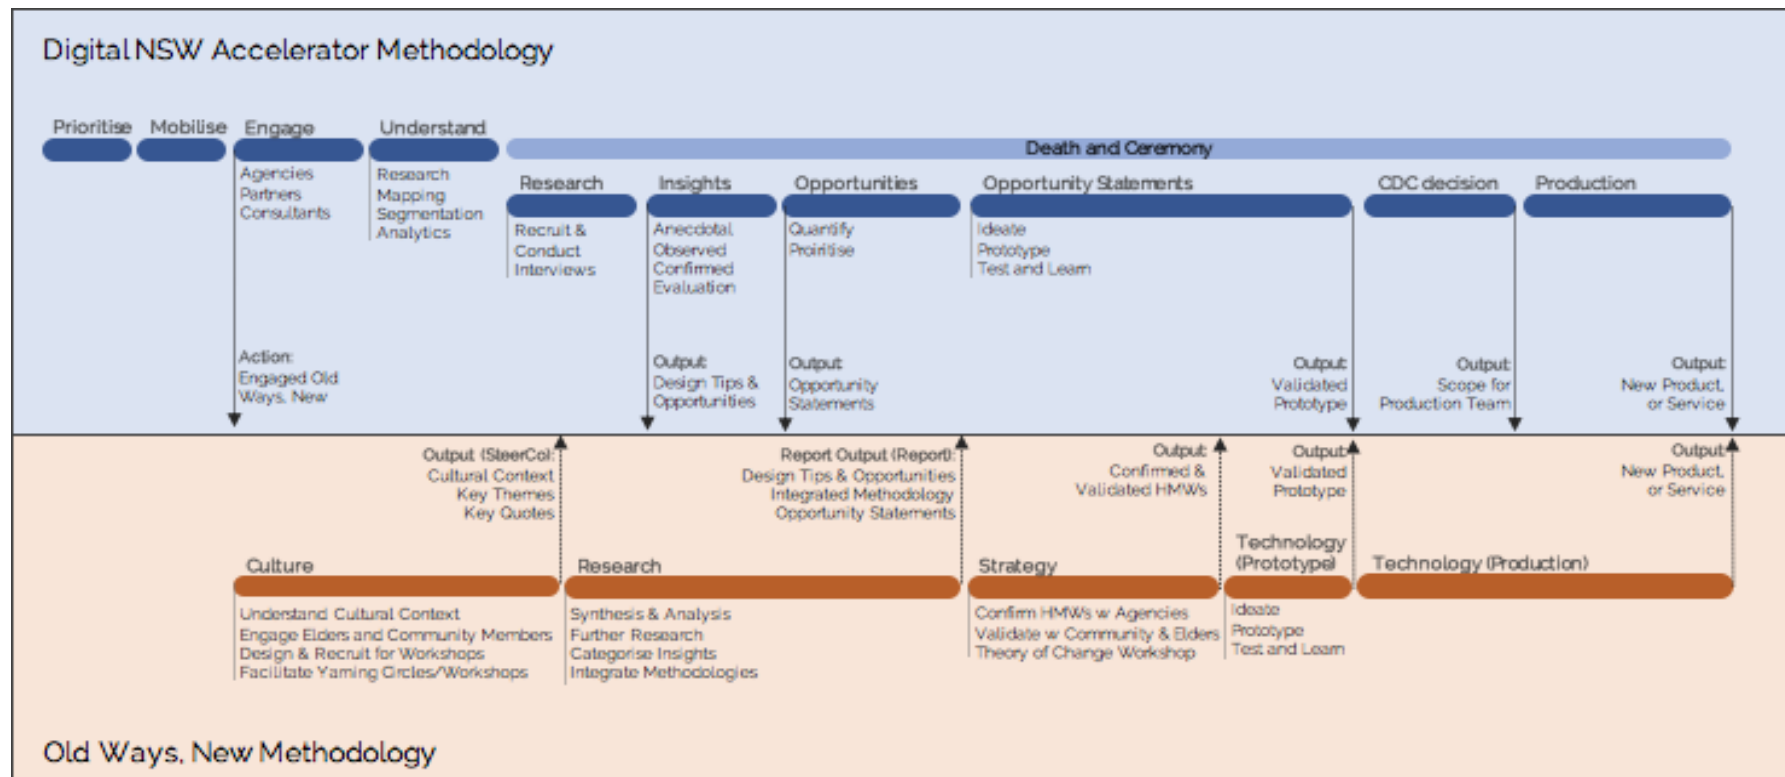 Digital NSW Accelerator Methodology
Prioritise
Mobilise
Engage
Understand
Agencies
Partners
Consultants
Research
Mapping
Segmentation
Analytics
Death and Ceremony
Research
Insights
Opportunities
Opportunity Statements
CDC decision
Production
Recruit &
Conduct
Interviews
Anecdotal
Observed
Confirmed
Evaluation
Quantify
Proiritise
Ideate
Prototype
Test and Learn
Action:
Engaged Old
Ways, New
Output:
Design Tips &
Opportunities
Output:
Opportunity
Statements
Output:
Validated
Prototype
Output:
Scope for
Production Team
Output:
New Product,
or Service
Output (SteerCo):
Cultural Context
Key Themes
Key Quotes
Report Output (Report):
Design Tips & Opportunities
Integrated Methodology
Opportunity Statements
Output:
Confirmed &
Validated HMWs
Output:
Validated
Prototype
Output:
New Product,
or Service
Culture
Research
Strategy
Technology
(Prototype)
Technology (Production)
Understand Cultural Context
Engage Elders and Community Members
Design & Recruit for Workshops
Facilitate Yarning Circles/Workshops
Synthesis & Analysis
Further Research
Categorise Insights
Integrate Methodologies
Confirm HMWs w Agencies
Validate w Community & Elders
Theory of Change Workshop
Ideate
Prototype
Test and Learn
Old Ways, New Methodology